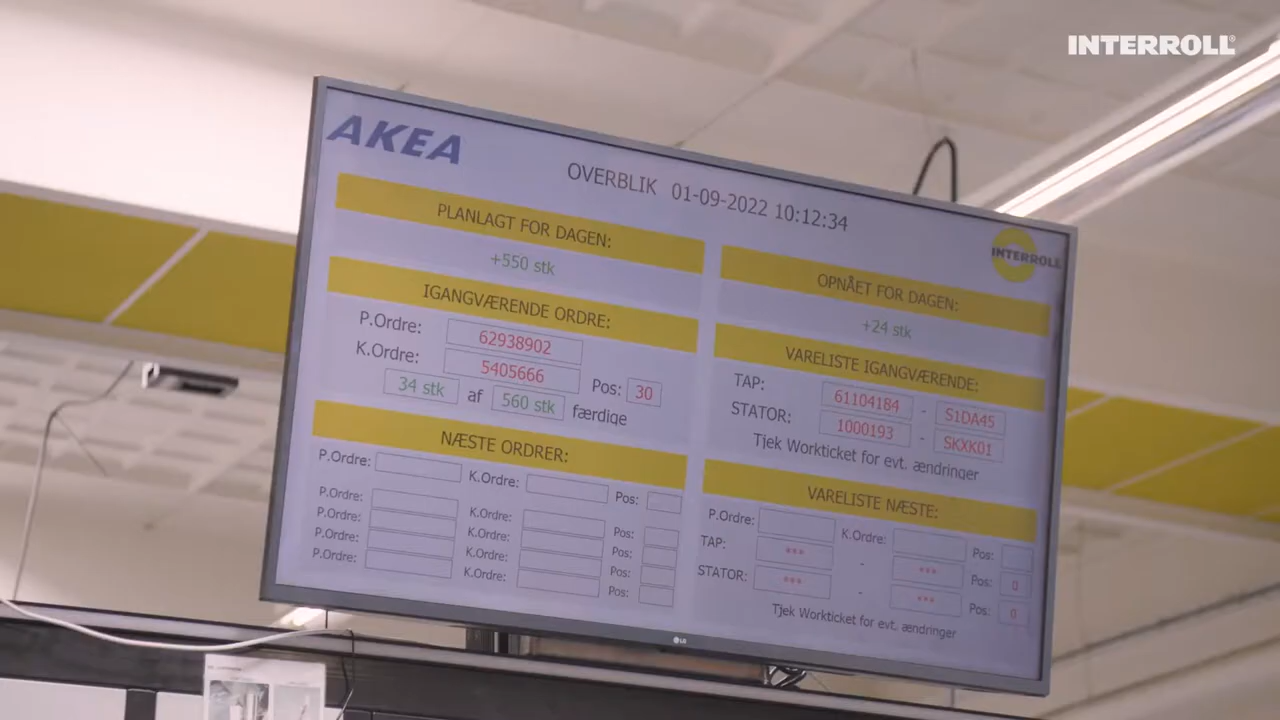 INTERROLL
AKEA
OVERBLIK 01-09-2022 10:12:34
INTERROLL
PLANLAGT FOR DAGEN:
+550 stk
OPNÅET FOR DAGEN:
+24 stk
IGANGVÆRENDE ORDRE:
P.Ordre: 62938902
K.Ordre: 5405666 Pos: 30
34 stk af 560 stk færdige
VARELISTE IGANGVÆRENDE:
TAP: 61104184 - S1DA45
STATOR: 1000193 - SKXK01
Tjek Workticket for evt. ændringer
NÆSTE ORDRER:
P.Ordre: K.Ordre: Pos:
P.Ordre: K.Ordre: Pos:
P.Ordre: K.Ordre: Pos:
P.Ordre: K.Ordre: Pos:
P.Ordre: K.Ordre: Pos:
VARELISTE NÆSTE:
P.Ordre: K.Ordre: Pos:
TAP: *** - *** Pos: 0
STATOR: *** - *** Pos: 0
Tjek Workticket for evt. ændringer
LG